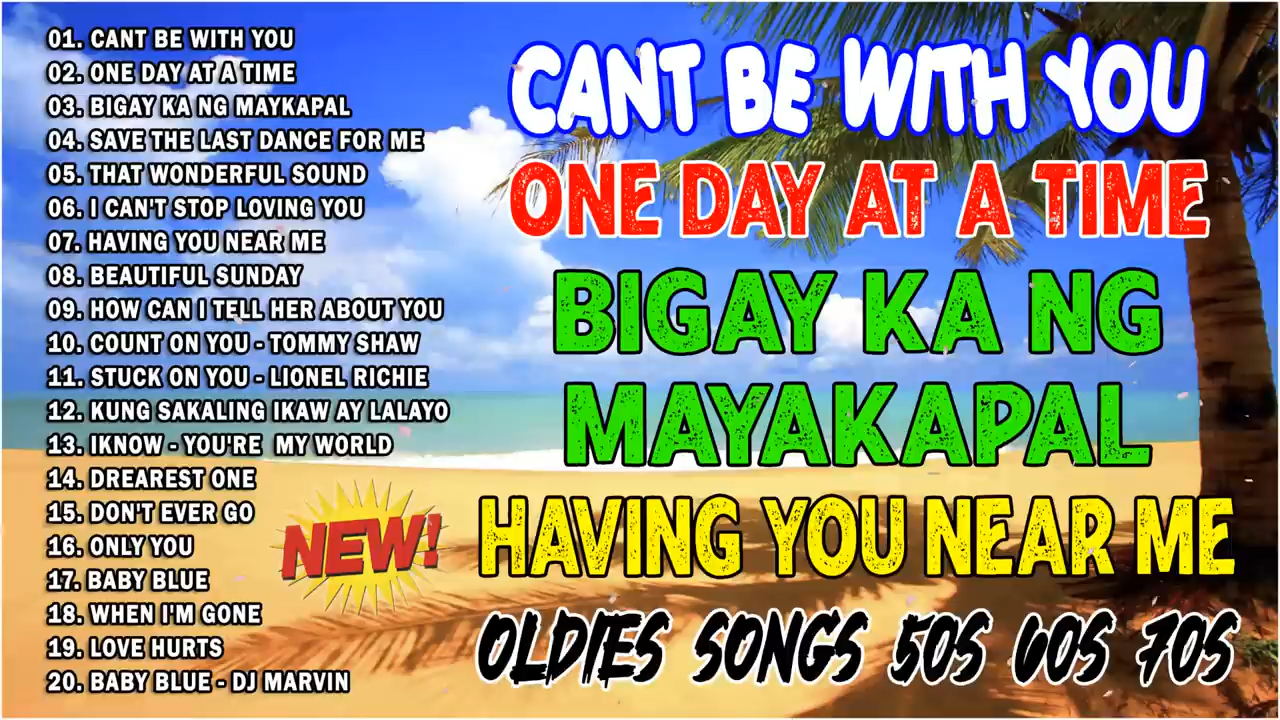 01. CANT BE WITH YOU
02. ONE DAY AT A TIME
03. BIGAY KA NG MAYKAPAL
04. SAVE THE LAST DANCE FOR ME
05. THAT WONDERFUL SOUND
06. I CAN'T STOP LOVING YOU
07. HAVING YOU NEAR ME
08. BEAUTIFUL SUNDAY
09. HOW CAN I TELL HER ABOUT YOU
10. COUNT ON YOU - TOMMY SHAW
11. STUCK ON YOU - LIONEL RICHIE
12. KUNG SAKALING IKAW AY LALAYO
13. IKNOW - YOU'RE MY WORLD
14. DREAREST ONE
15. DON'T EVER GO
16. ONLY YOU
17. BABY BLUE
18. WHEN I'M GONE
19. LOVE HURTS
20. BABY BLUE - DJ MARVIN
NEW!
CANT BE WITH YOU
ONE DAY AT A TIME
BIGAY KA NG
MAYAKAPAL
HAVING YOU NEAR ME
OLDIES SONGS 50S 60S 70S